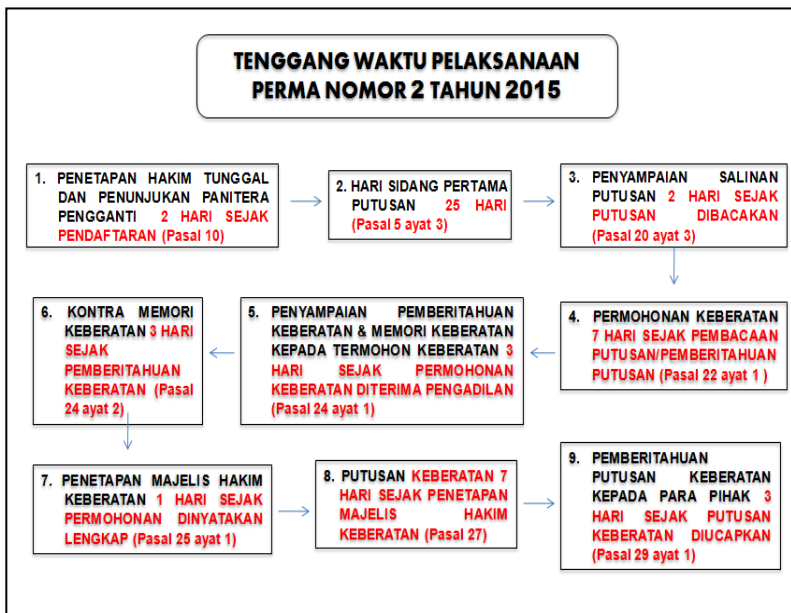 TENGGANG WAKTU PELAKSANAAN
PERMA NOMOR 2 TAHUN 2015
1. PENETAPAN HAKIM TUNGGAL
DAN PENUNJUKAN PANITERA
PENGGANTI 2 HARI SEJAK
PENDAFTARAN (Pasal 10)
2. HARI SIDANG PERTAMA
PUTUSAN 25 HARI
(Pasal 5 ayat 3)
3. PENYAMPAIAN SALINAN
PUTUSAN 2 HARI SEJAK
PUTUSAN DIBACAKAN
(Pasal 20 ayat 3)
4. PERMOHONAN KEBERATAN
7 HARI SEJAK PEMBACAAN
PUTUSAN/PEMBERITAHUAN
PUTUSAN (Pasal 22 ayat 1 )
5. PENYAMPAIAN PEMBERITAHUAN
KEBERATAN & MEMORI KEBERATAN
KEPADA TERMOHON KEBERATAN 3
HARI SEJAK PERMOHONAN
KEBERATAN DITERIMA PENGADILAN
(Pasal 24 ayat 1)
6. KONTRA MEMORI
KEBERATAN 3 HARI
SEJAK
PEMBERITAHUAN
KEBERATAN (Pasal
24 ayat 2)
7. PENETAPAN MAJELIS HAKIM
KEBERATAN 1 HARI SEJAK
PERMOHONAN DINYATAKAN
LENGKAP (Pasal 25 ayat 1)
8. PUTUSAN KEBERATAN 7
HARI SEJAK PENETAPAN
MAJELIS HAKIM
KEBERATAN (Pasal 27)
9. PEMBERITAHUAN
PUTUSAN KEBERATAN
KEPADA PARA PIHAK 3
HARI SEJAK PUTUSAN
KEBERATAN DIUCAPKAN
(Pasal 29 ayat 1)